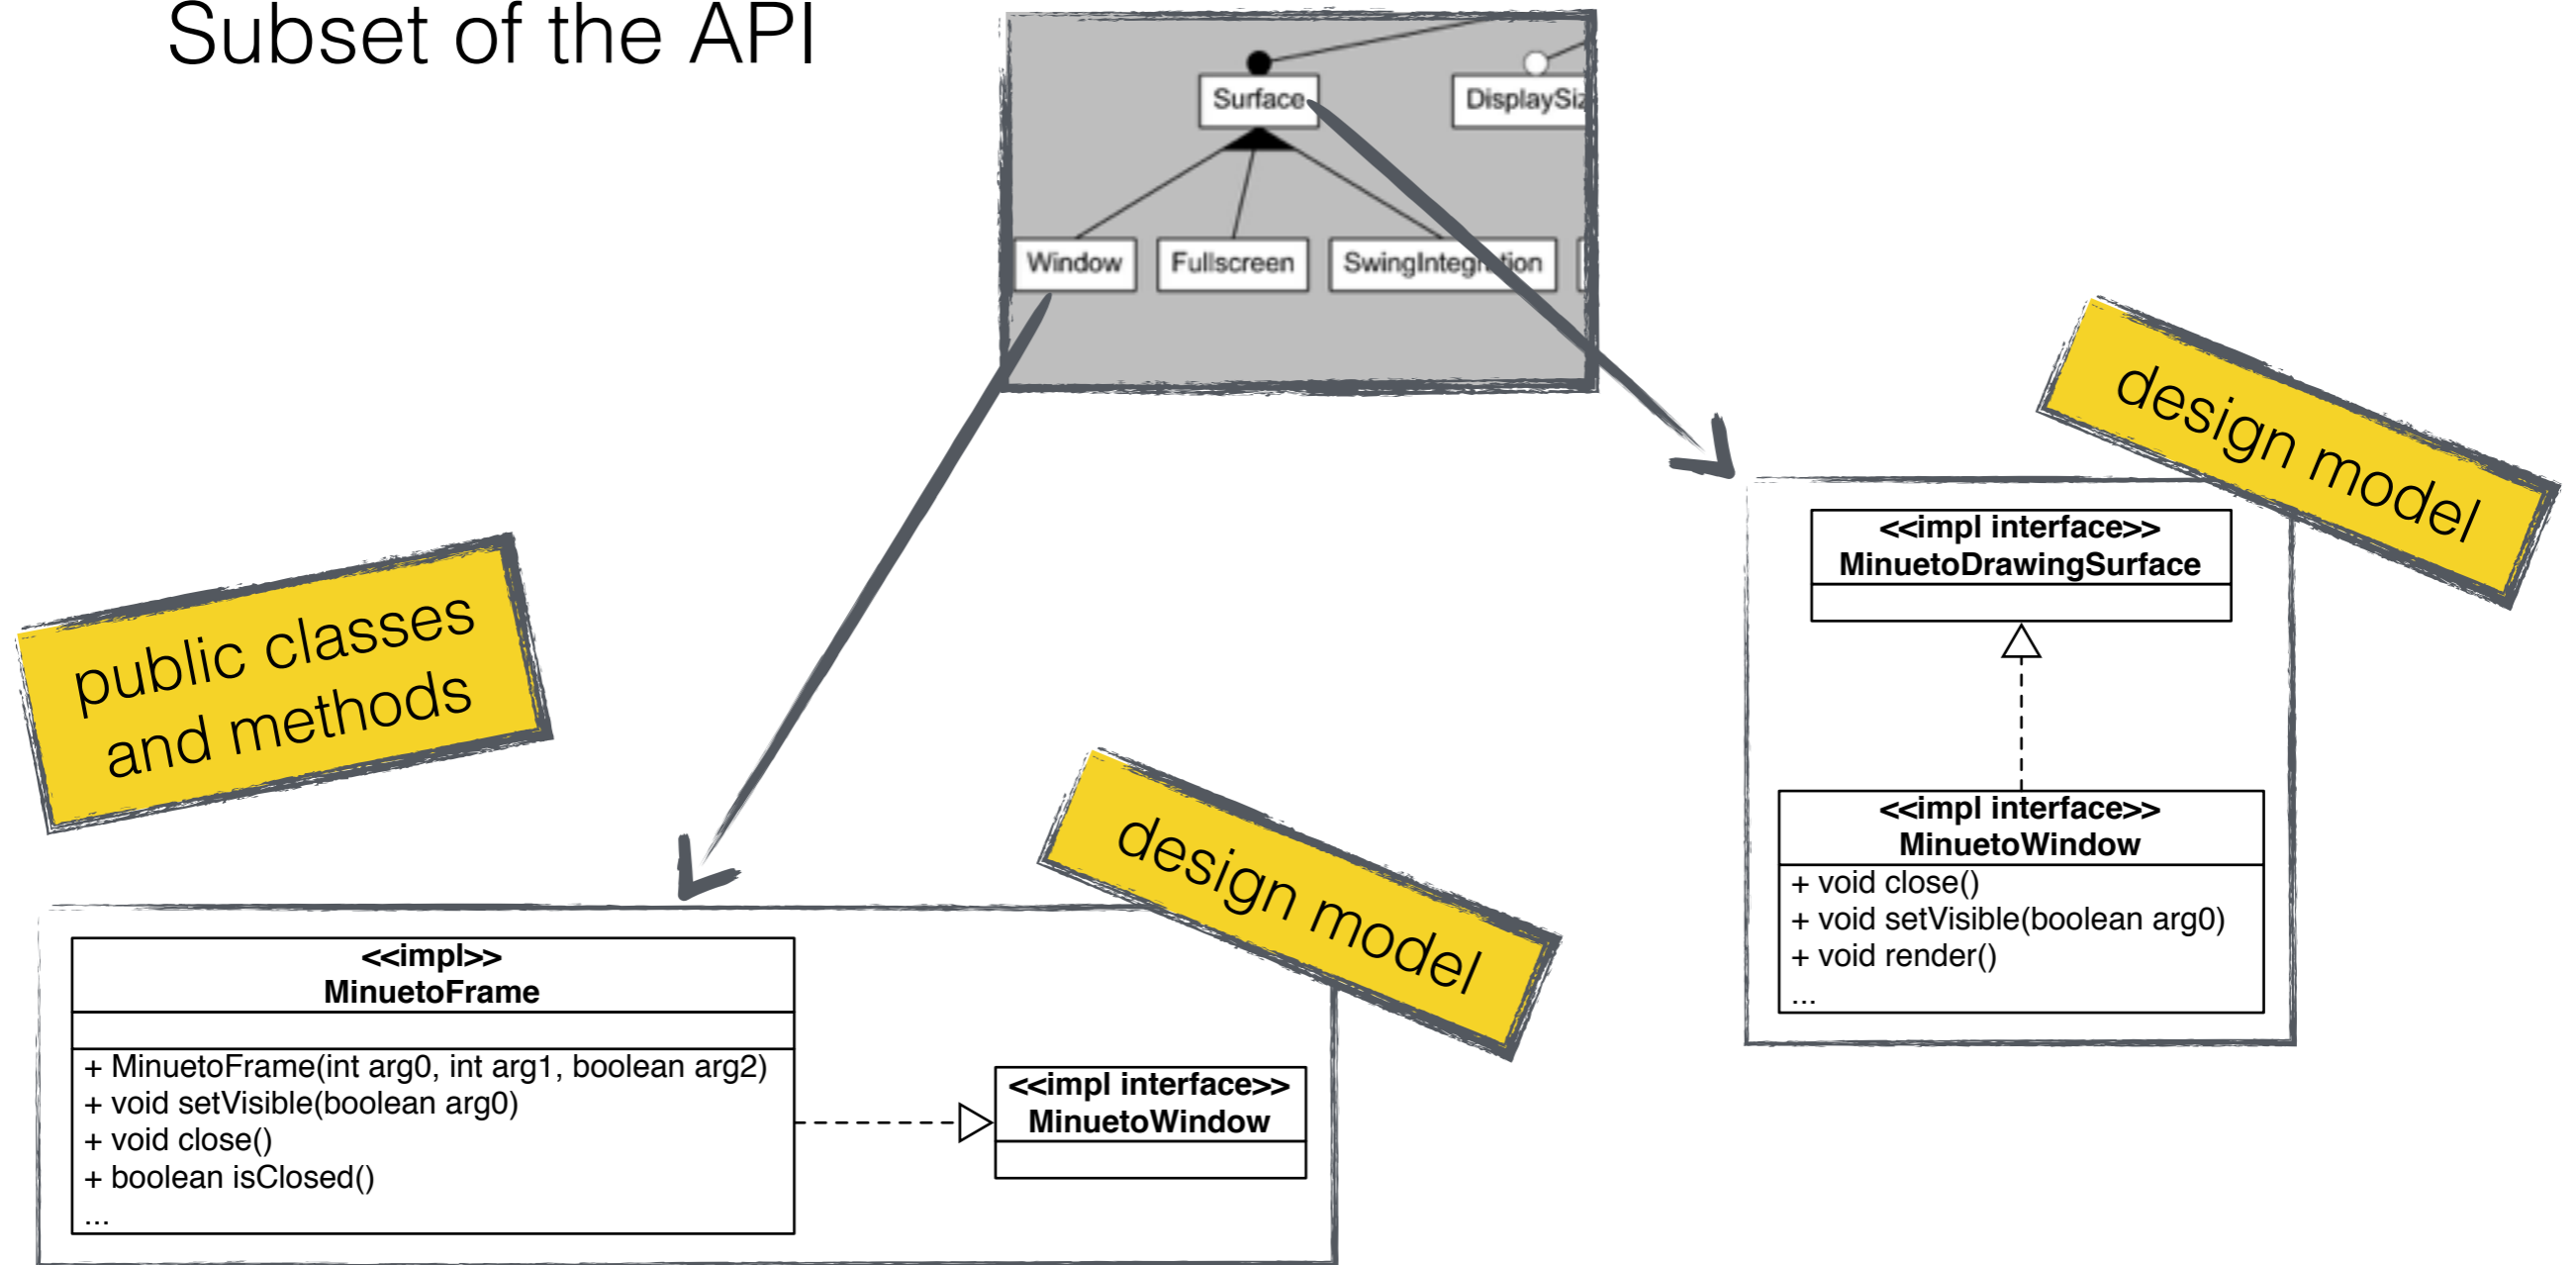 Subset of the API
Surface
DisplaySiz
Window
Fullscreen
SwingIntegration
design model
<<impl interface>>
MinuetoDrawingSurface
<<impl interface>>
MinuetoWindow
+ void close()
+ void setVisible(boolean arg0)
+ void render()
...
public classes
and methods
design model
<<impl>>
MinuetoFrame
+ MinuetoFrame(int arg0, int arg1, boolean arg2)
+ void setVisible(boolean arg0)
+ void close()
+ boolean isClosed()
...
<<impl interface>>
MinuetoWindow